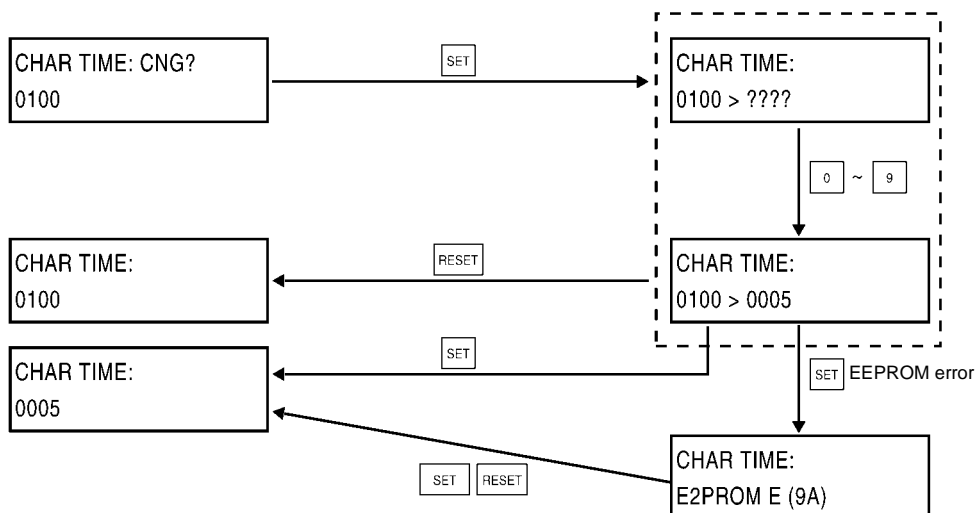 CHAR TIME: CNG?
0100
SET
CHAR TIME:
0100 > ????
0 ~ 9
CHAR TIME:
0100
RESET
CHAR TIME:
0100 > 0005
CHAR TIME:
0005
SET
SET EEPROM error
SET RESET
CHAR TIME:
E2PROM E (9A)